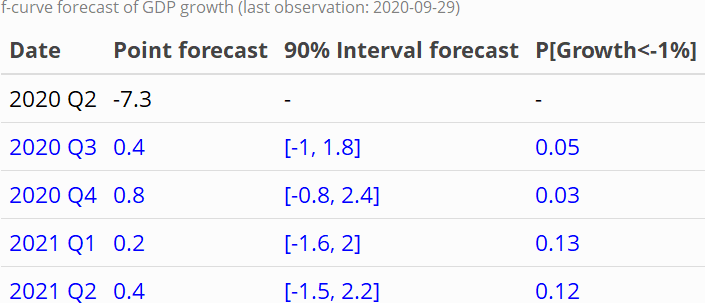 f-curve forecast of GDP growth (last observation: 2020-09-29)
Date Point forecast 90% Interval forecast P[Growth<-1%]
2020 Q2 -7.3 - -
2020 Q3 0.4 [-1, 1.8] 0.05
2020 Q4 0.8 [-0.8, 2.4] 0.03
2021 Q1 0.2 [-1.6, 2] 0.13
2021 Q2 0.4 [-1.5, 2.2] 0.12